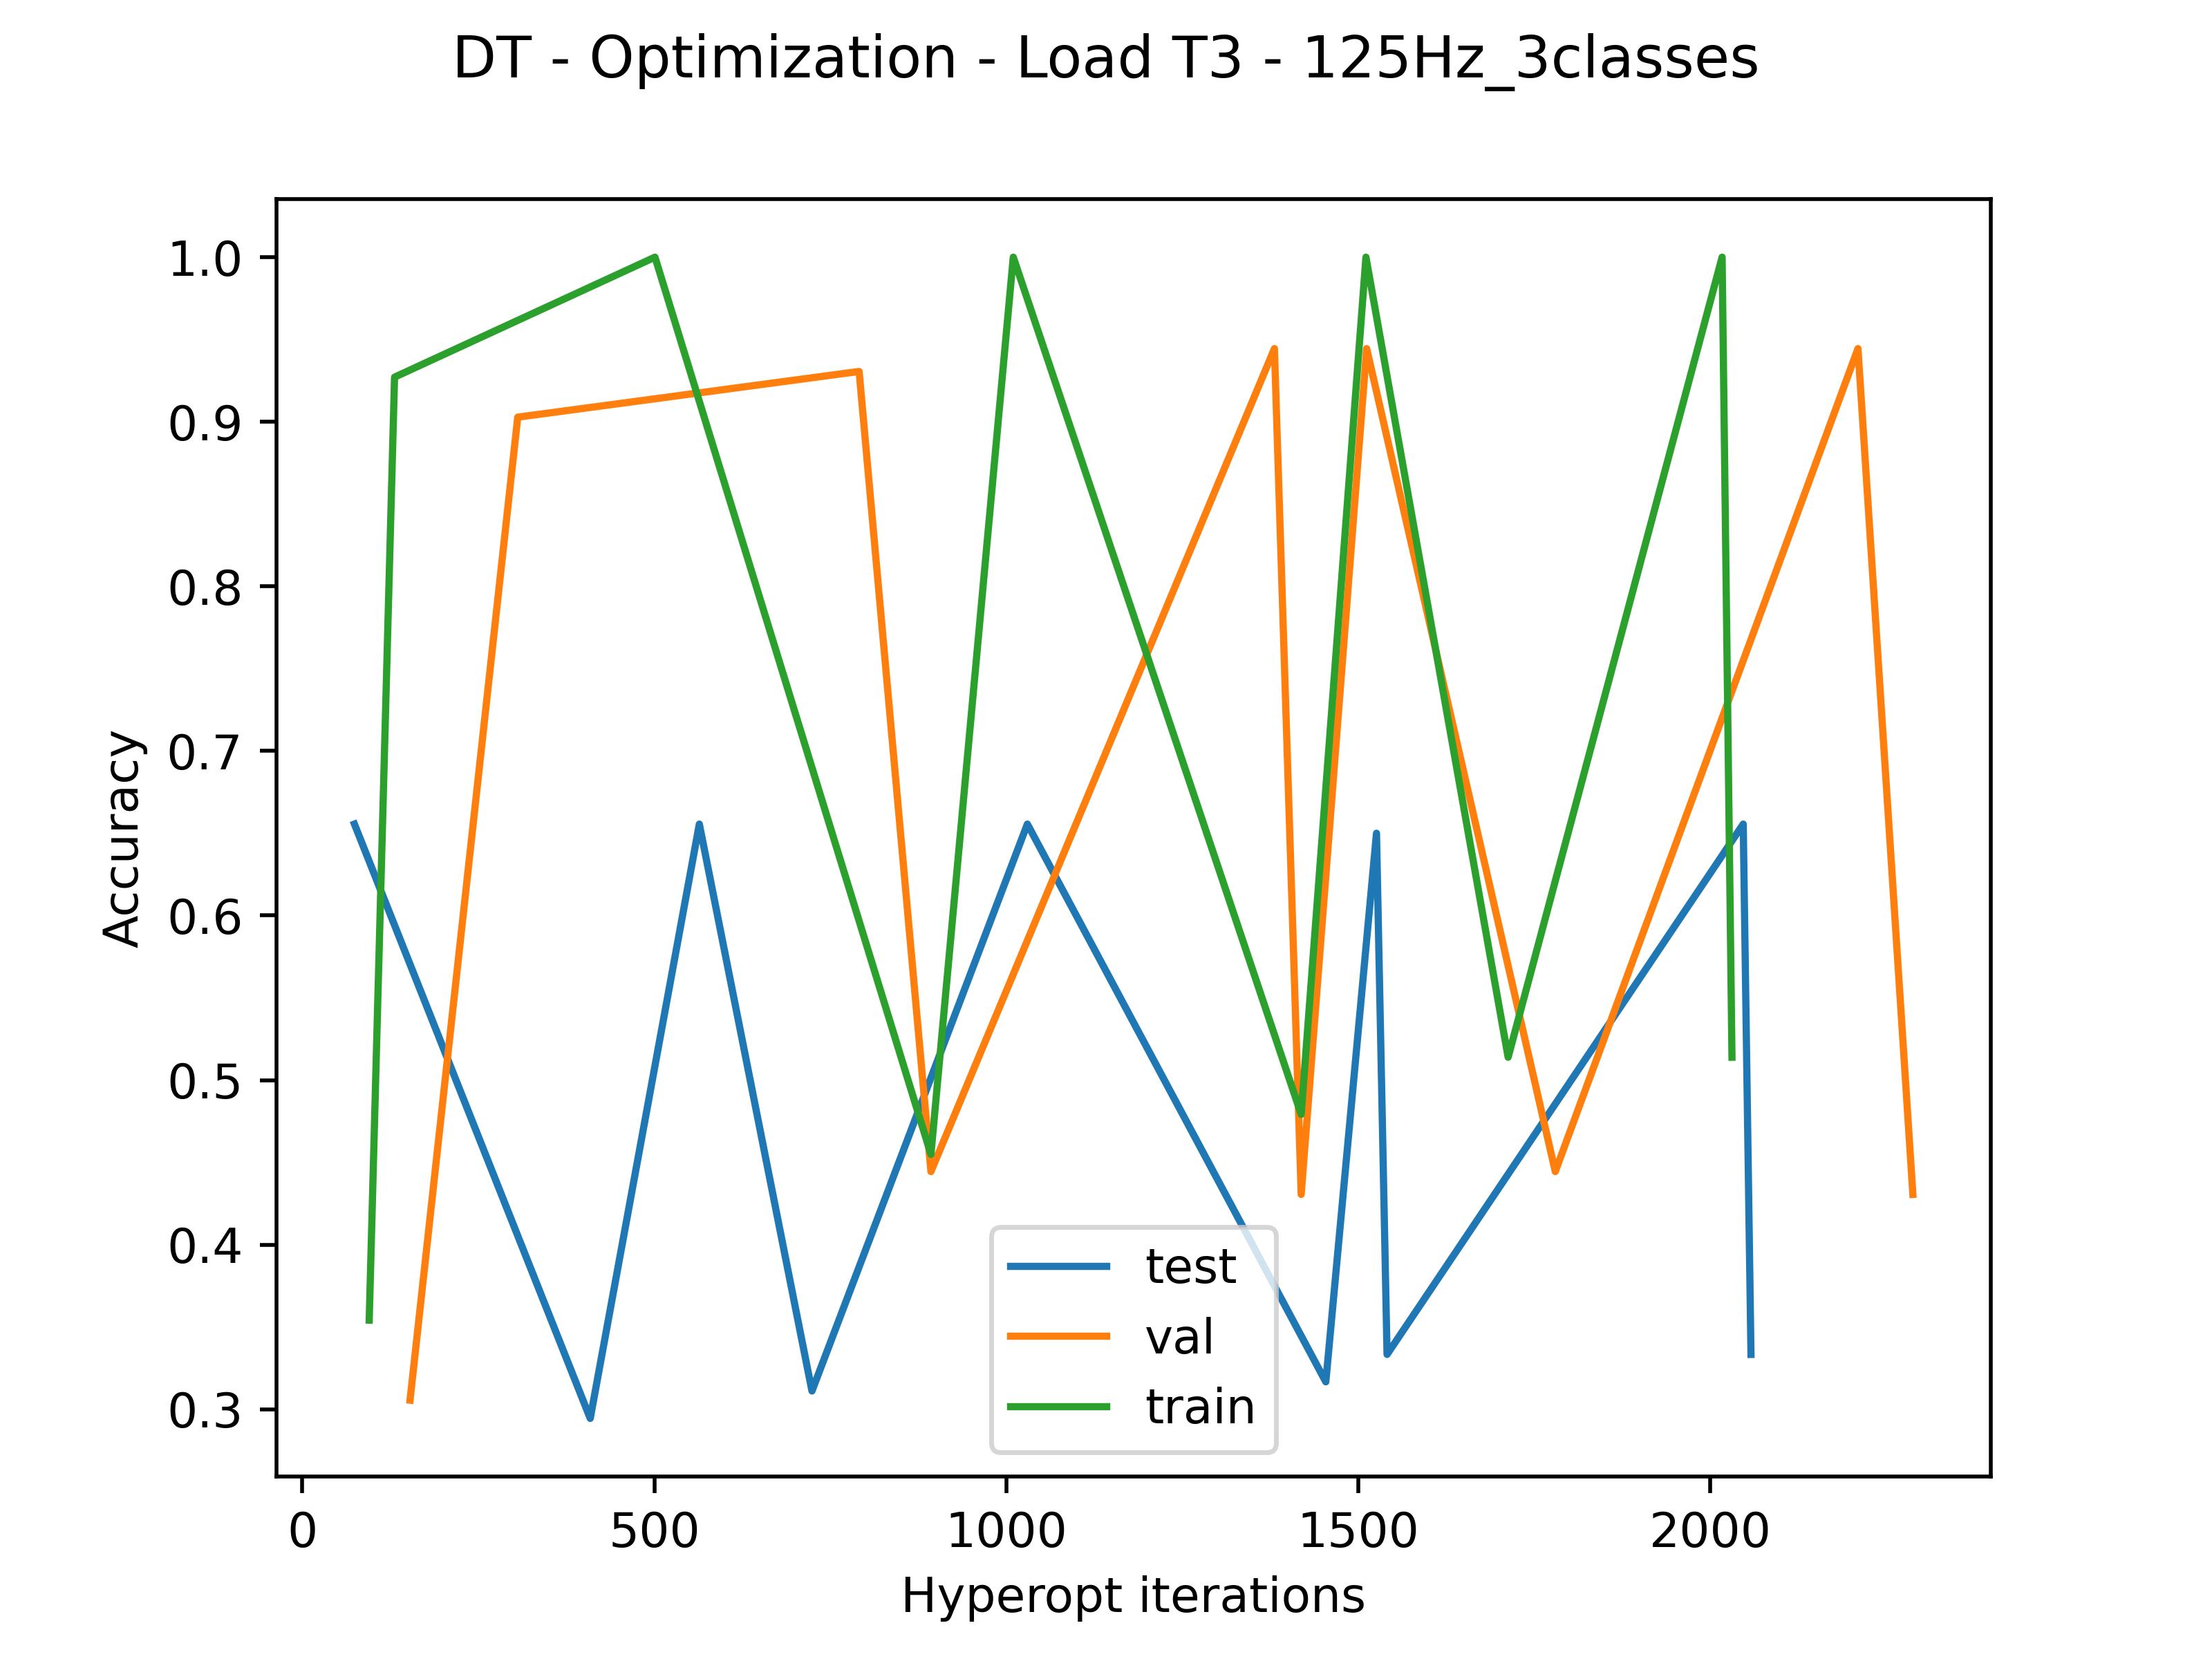 DT - Optimization - Load T3 - 125Hz_3classes
1.0
0.9
0.8
0.7
0.6
0.5
0.4
0.3
Accuracy
test
val
train
0 500 1000 1500 2000
Hyperopt iterations